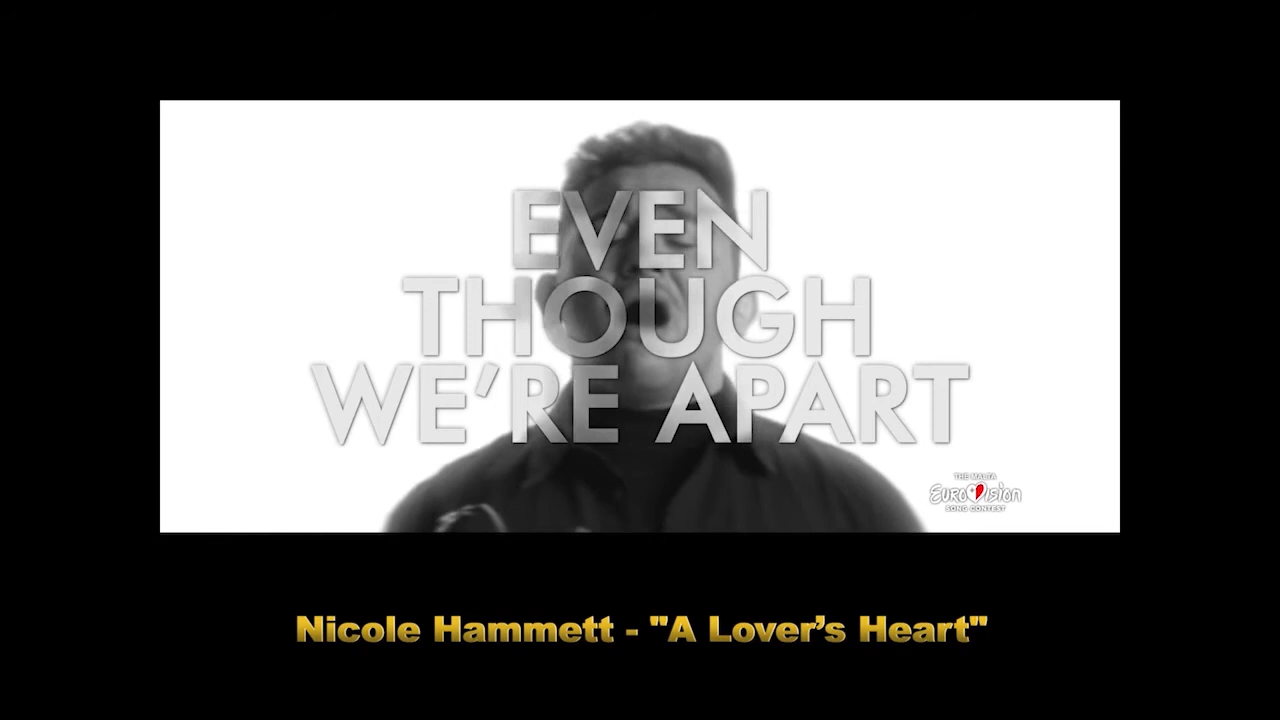 EVEN
THOUGH
WE'RE APART
THE MALTA
EUROVISION
SONG CONTEST
Nicole Hammett - "A Lover's Heart"